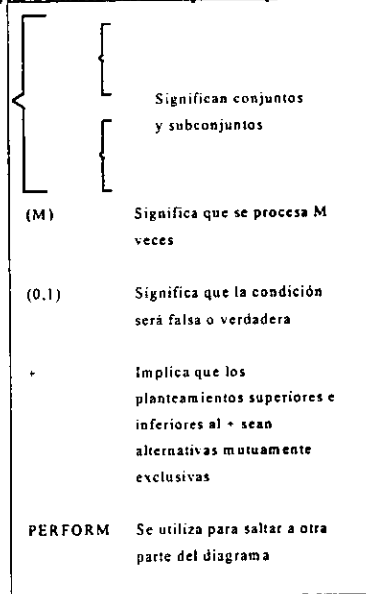 Significan conjuntos
y subconjuntos
(M) Significa que se procesa M
veces
(0,1) Significa que la condición
será falsa o verdadera
+ Implica que los
planteamientos superiores e
inferiores al + sean
alternativas mutuamente
exclusivas
PERFORM Se utiliza para saltar a otra
parte del diagrama